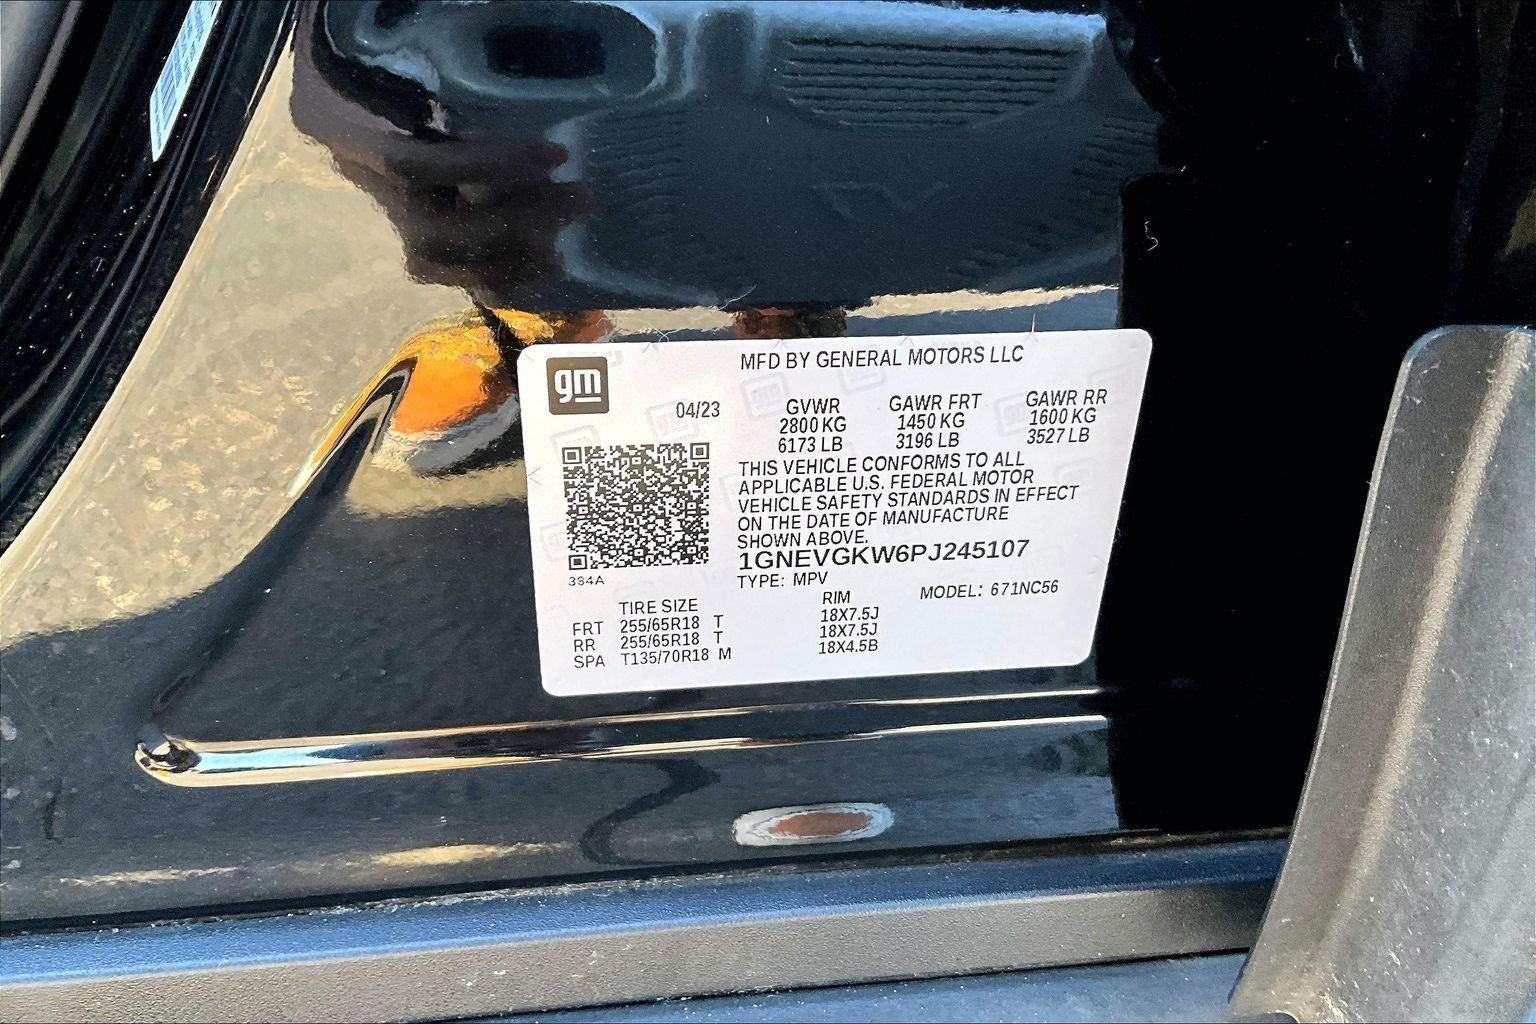 gm
MFD BY GENERAL MOTORS LLC
04/23
GVWR GAWR FRT GAWR RR
2800 KG 1450 KG 1600 KG
6173 LB 3196 LB 3527 LB
THIS VEHICLE CONFORMS TO ALL
APPLICABLE U.S. FEDERAL MOTOR
VEHICLE SAFETY STANDARDS IN EFFECT
ON THE DATE OF MANUFACTURE
SHOWN ABOVE.
1GNEVGKW6PJ245107
TYPE: MPV MODEL: 671NC56
384A
TIRE SIZE RIM
FRT 255/65R18 T 18X7.5J
RR 255/65R18 T 18X7.5J
SPA T135/70R18 M 18X4.5B